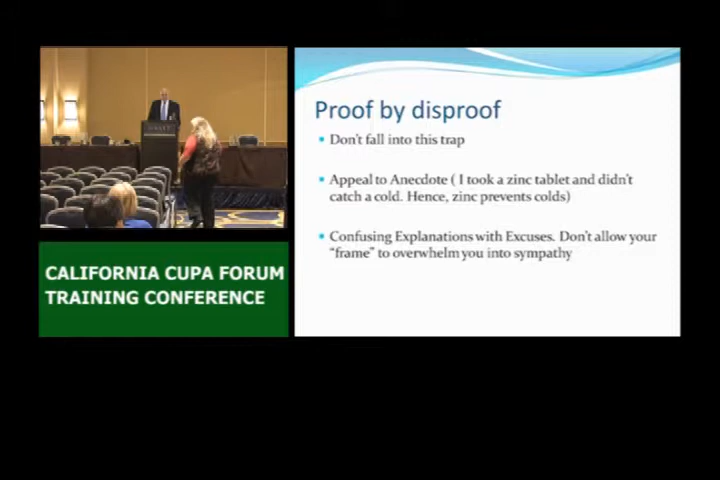 Proof by disproof
Don't fall into this trap
Appeal to Anecdote ( I took a zinc tablet and didn't
catch a cold. Hence, zinc prevents colds)
Confusing Explanations with Excuses. Don't allow your
"frame" to overwhelm you into sympathy
CALIFORNIA CUPA FORUM
TRAINING CONFERENCE